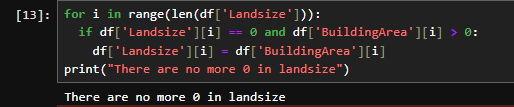 [13]: for i in range(len(df['Landsize'])):
if df['Landsize'][i] == 0 and df['BuildingArea'][i] > 0:
df['Landsize'][i] = df['BuildingArea'][i]
print("There are no more 0 in landsize")
There are no more 0 in landsize